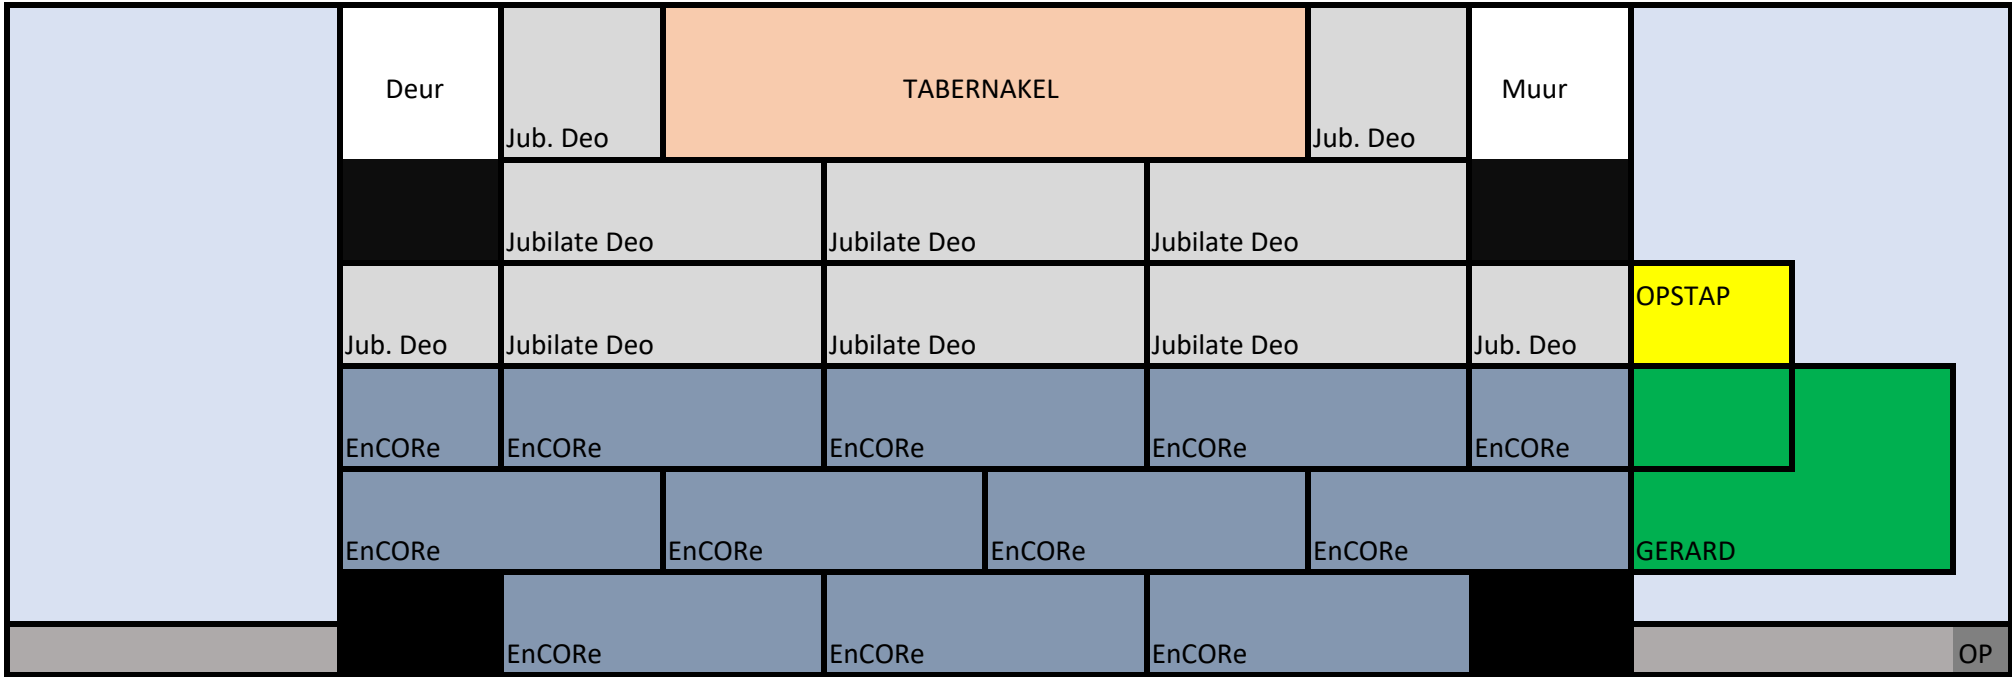 Deur
TABERNAKEL
Muur
Jub. Deo
Jub. Deo
Jubilate Deo
Jubilate Deo
Jubilate Deo
OPSTAP
Jub. Deo
Jubilate Deo
Jubilate Deo
Jubilate Deo
Jub. Deo
EnCORe
EnCORe
EnCORe
EnCORe
EnCORe
EnCORe
EnCORe
EnCORe
EnCORe
GERARD
EnCORe
EnCORe
EnCORe
OP